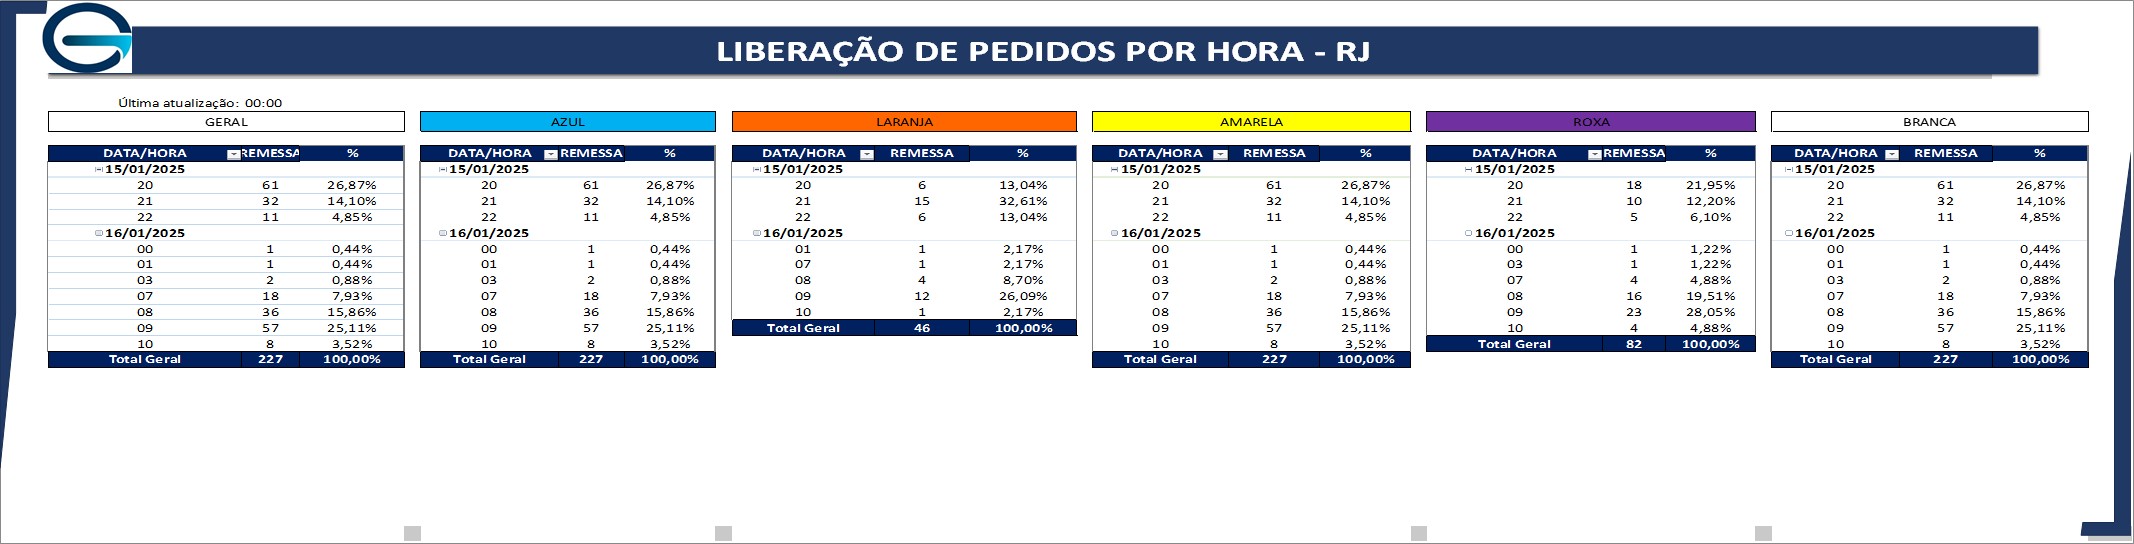 LIBERAÇÃO DE PEDIDOS POR HORA - RJ
Última atualização: 00:00
GERAL AZUL LARANJA AMARELA ROXA BRANCA
DATA/HORA REMESSA % DATA/HORA REMESSA % DATA/HORA REMESSA % DATA/HORA REMESSA % DATA/HORA REMESSA % DATA/HORA REMESSA %
15/01/2025 15/01/2025 15/01/2025 15/01/2025 15/01/2025 15/01/2025
20 61 26,87% 20 61 26,87% 20 6 13,04% 20 61 26,87% 20 18 21,95% 20 61 26,87%
21 32 14,10% 21 32 14,10% 21 15 32,61% 21 32 14,10% 21 10 12,20% 21 32 14,10%
22 11 4,85% 22 11 4,85% 22 6 13,04% 22 11 4,85% 22 5 6,10% 22 11 4,85%
16/01/2025 16/01/2025 16/01/2025 16/01/2025 16/01/2025 16/01/2025
00 1 0,44% 00 1 0,44% 01 1 2,17% 00 1 0,44% 00 1 1,22% 00 1 0,44%
01 1 0,44% 01 1 0,44% 07 1 2,17% 01 1 0,44% 03 1 1,22% 01 1 0,44%
03 2 0,88% 03 2 0,88% 08 4 8,70% 03 2 0,88% 07 4 4,88% 03 2 0,88%
07 18 7,93% 07 18 7,93% 09 12 26,09% 07 18 7,93% 08 16 19,51% 07 18 7,93%
08 36 15,86% 08 36 15,86% 10 1 2,17% 08 36 15,86% 09 23 28,05% 08 36 15,86%
09 57 25,11% 09 57 25,11% Total Geral 46 100,00% 09 57 25,11% 10 4 4,88% 09 57 25,11%
10 8 3,52% 10 8 3,52% 10 8 3,52% Total Geral 82 100,00% 10 8 3,52%
Total Geral 227 100,00% Total Geral 227 100,00% Total Geral 227 100,00% Total Geral 227 100,00%